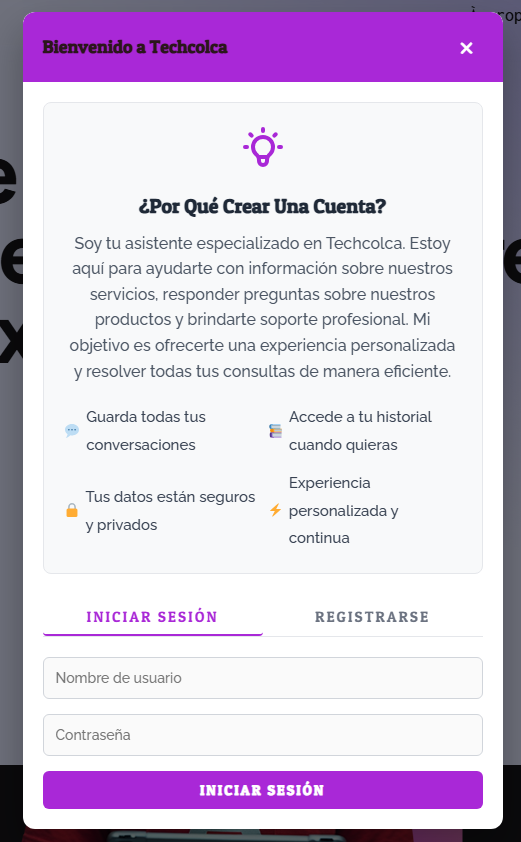 Bienvenido a Techcolca
¿Por Qué Crear Una Cuenta?
Soy tu asistente especializado en Techcolca. Estoy
aquí para ayudarte con información sobre nuestros
servicios, responder preguntas sobre nuestros
productos y brindarte soporte profesional. Mi
objetivo es ofrecerte una experiencia personalizada
y resolver todas tus consultas de manera eficiente.
Guarda todas tus
conversaciones
Accede a tu historial
cuando quieras
Tus datos están seguros
y privados
Experiencia
personalizada y
continua
INICIAR SESIÓN
REGISTRARSE
Nombre de usuario
Contraseña
INICIAR SESIÓN